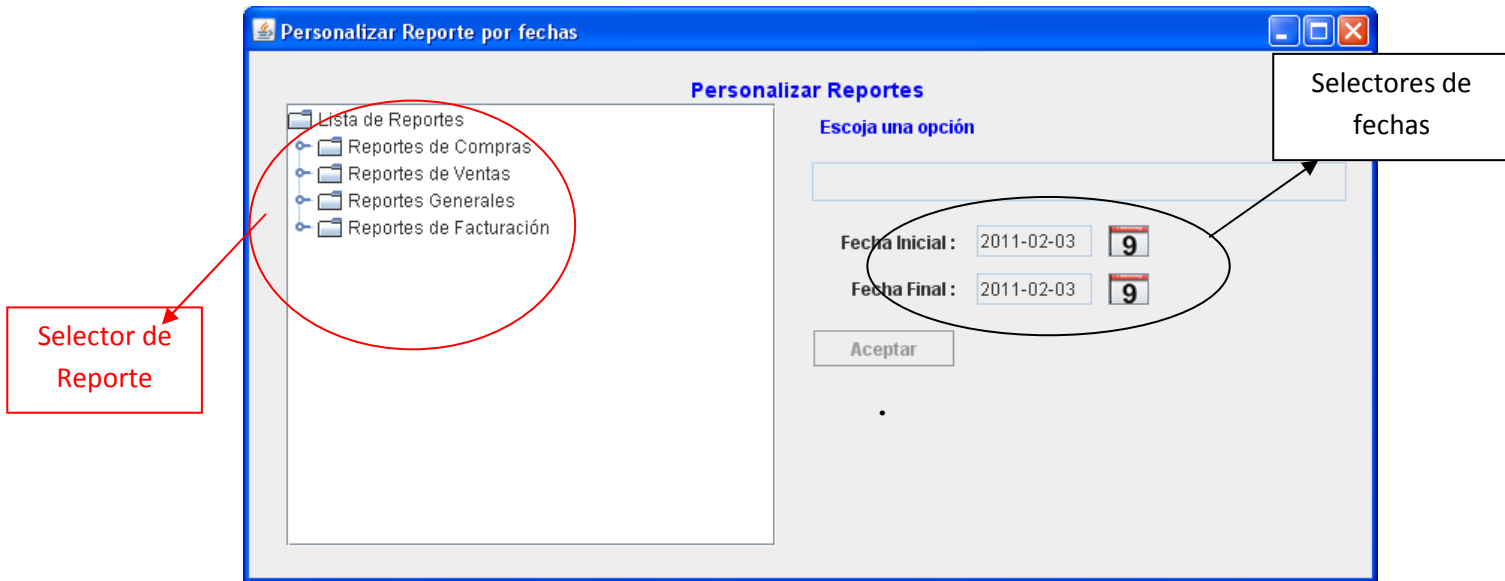 Personalizar Reporte por fechas
Personalizar Reportes
Selectores de
fechas
Lista de Reportes
Reportes de Compras
Reportes de Ventas
Reportes Generales
Reportes de Facturación
Escoja una opción
Fecha Inicial :
2011-02-03
9
Fecha Final :
2011-02-03
9
Aceptar
.
Selector de
Reporte